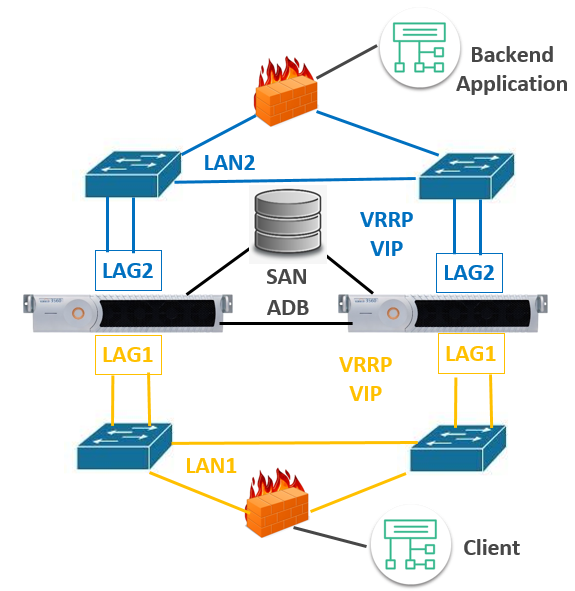 Backend
Application
LAN2
VRRP
VIP
LAG2
LAG2
SAN
ADB
LAG1
VRRP
VIP
LAG1
LAN1
Client